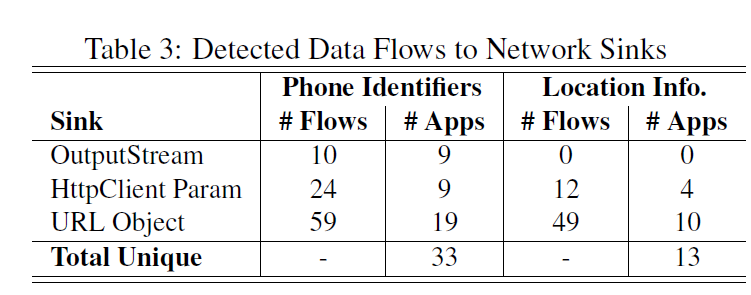 Table 3: Detected Data Flows to Network Sinks
Phone Identifiers Location Info.
Sink # Flows # Apps # Flows # Apps
OutputStream 10 9 0 0
HttpClient Param 24 9 12 4
URL Object 59 19 49 10
Total Unique - 33 - 13